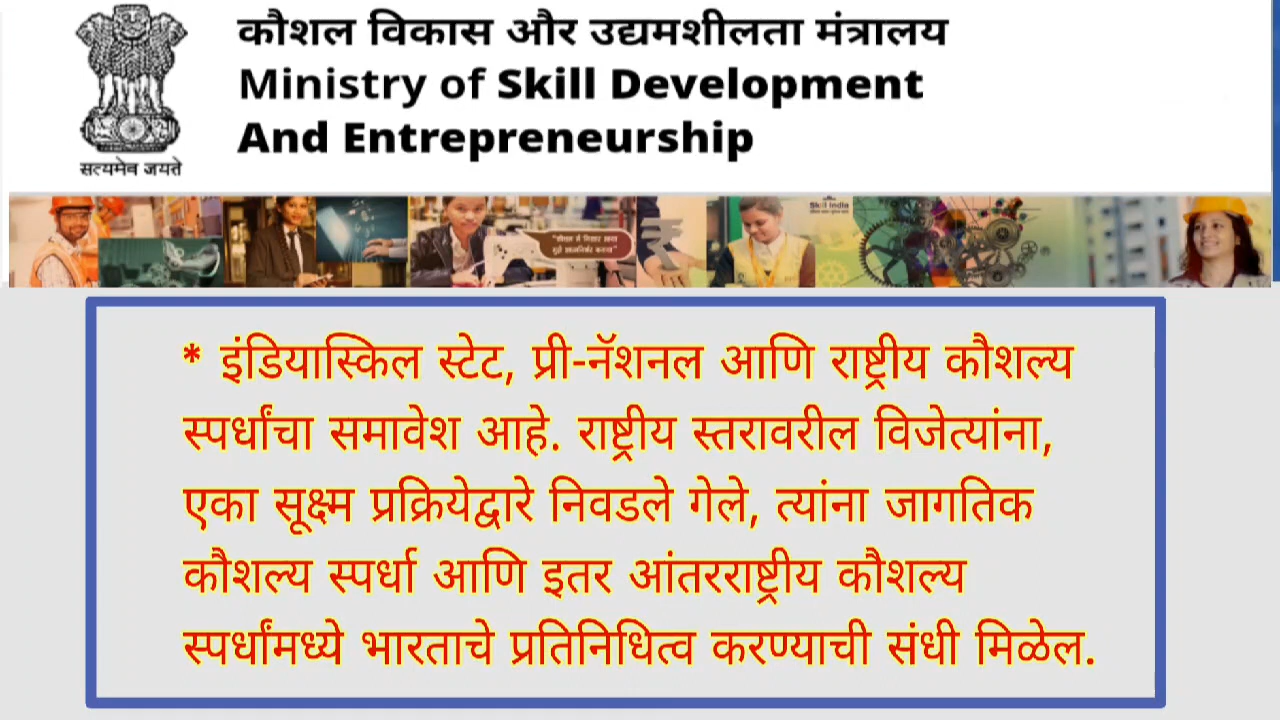 कौशल विकास और उद्यमशीलता मंत्रालय
Ministry of Skill Development
And Entrepreneurship
सत्यमेव जयते
Skill India
* इंडियास्किल स्टेट, प्री-नॅशनल आणि राष्ट्रीय कौशल्य
स्पर्धांचा समावेश आहे. राष्ट्रीय स्तरावरील विजेत्यांना,
एका सूक्ष्म प्रक्रियेद्वारे निवडले गेले, त्यांना जागतिक
कौशल्य स्पर्धा आणि इतर आंतरराष्ट्रीय कौशल्य
स्पर्धांमध्ये भारताचे प्रतिनिधित्व करण्याची संधी मिळेल.